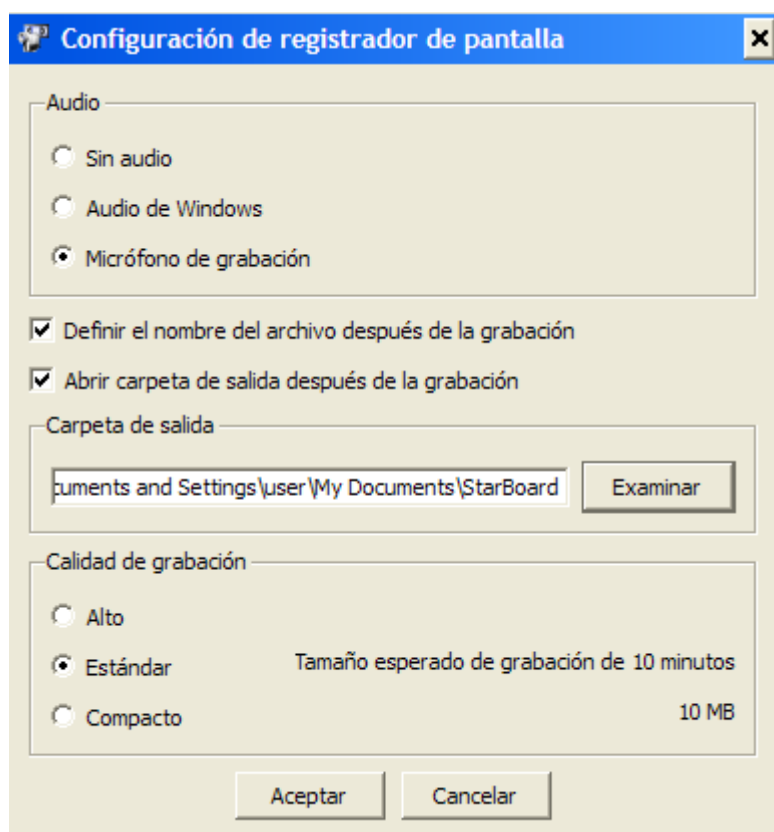 Configuración de registrador de pantalla
Audio
Sin audio
Audio de Windows
Micrófono de grabación
Definir el nombre del archivo después de la grabación
Abrir carpeta de salida después de la grabación
Carpeta de salida
cuments and Settings\user\My Documents\StarBoard
Examinar
Calidad de grabación
Alto
Estándar
Tamaño esperado de grabación de 10 minutos
Compacto
10 MB
Aceptar
Cancelar